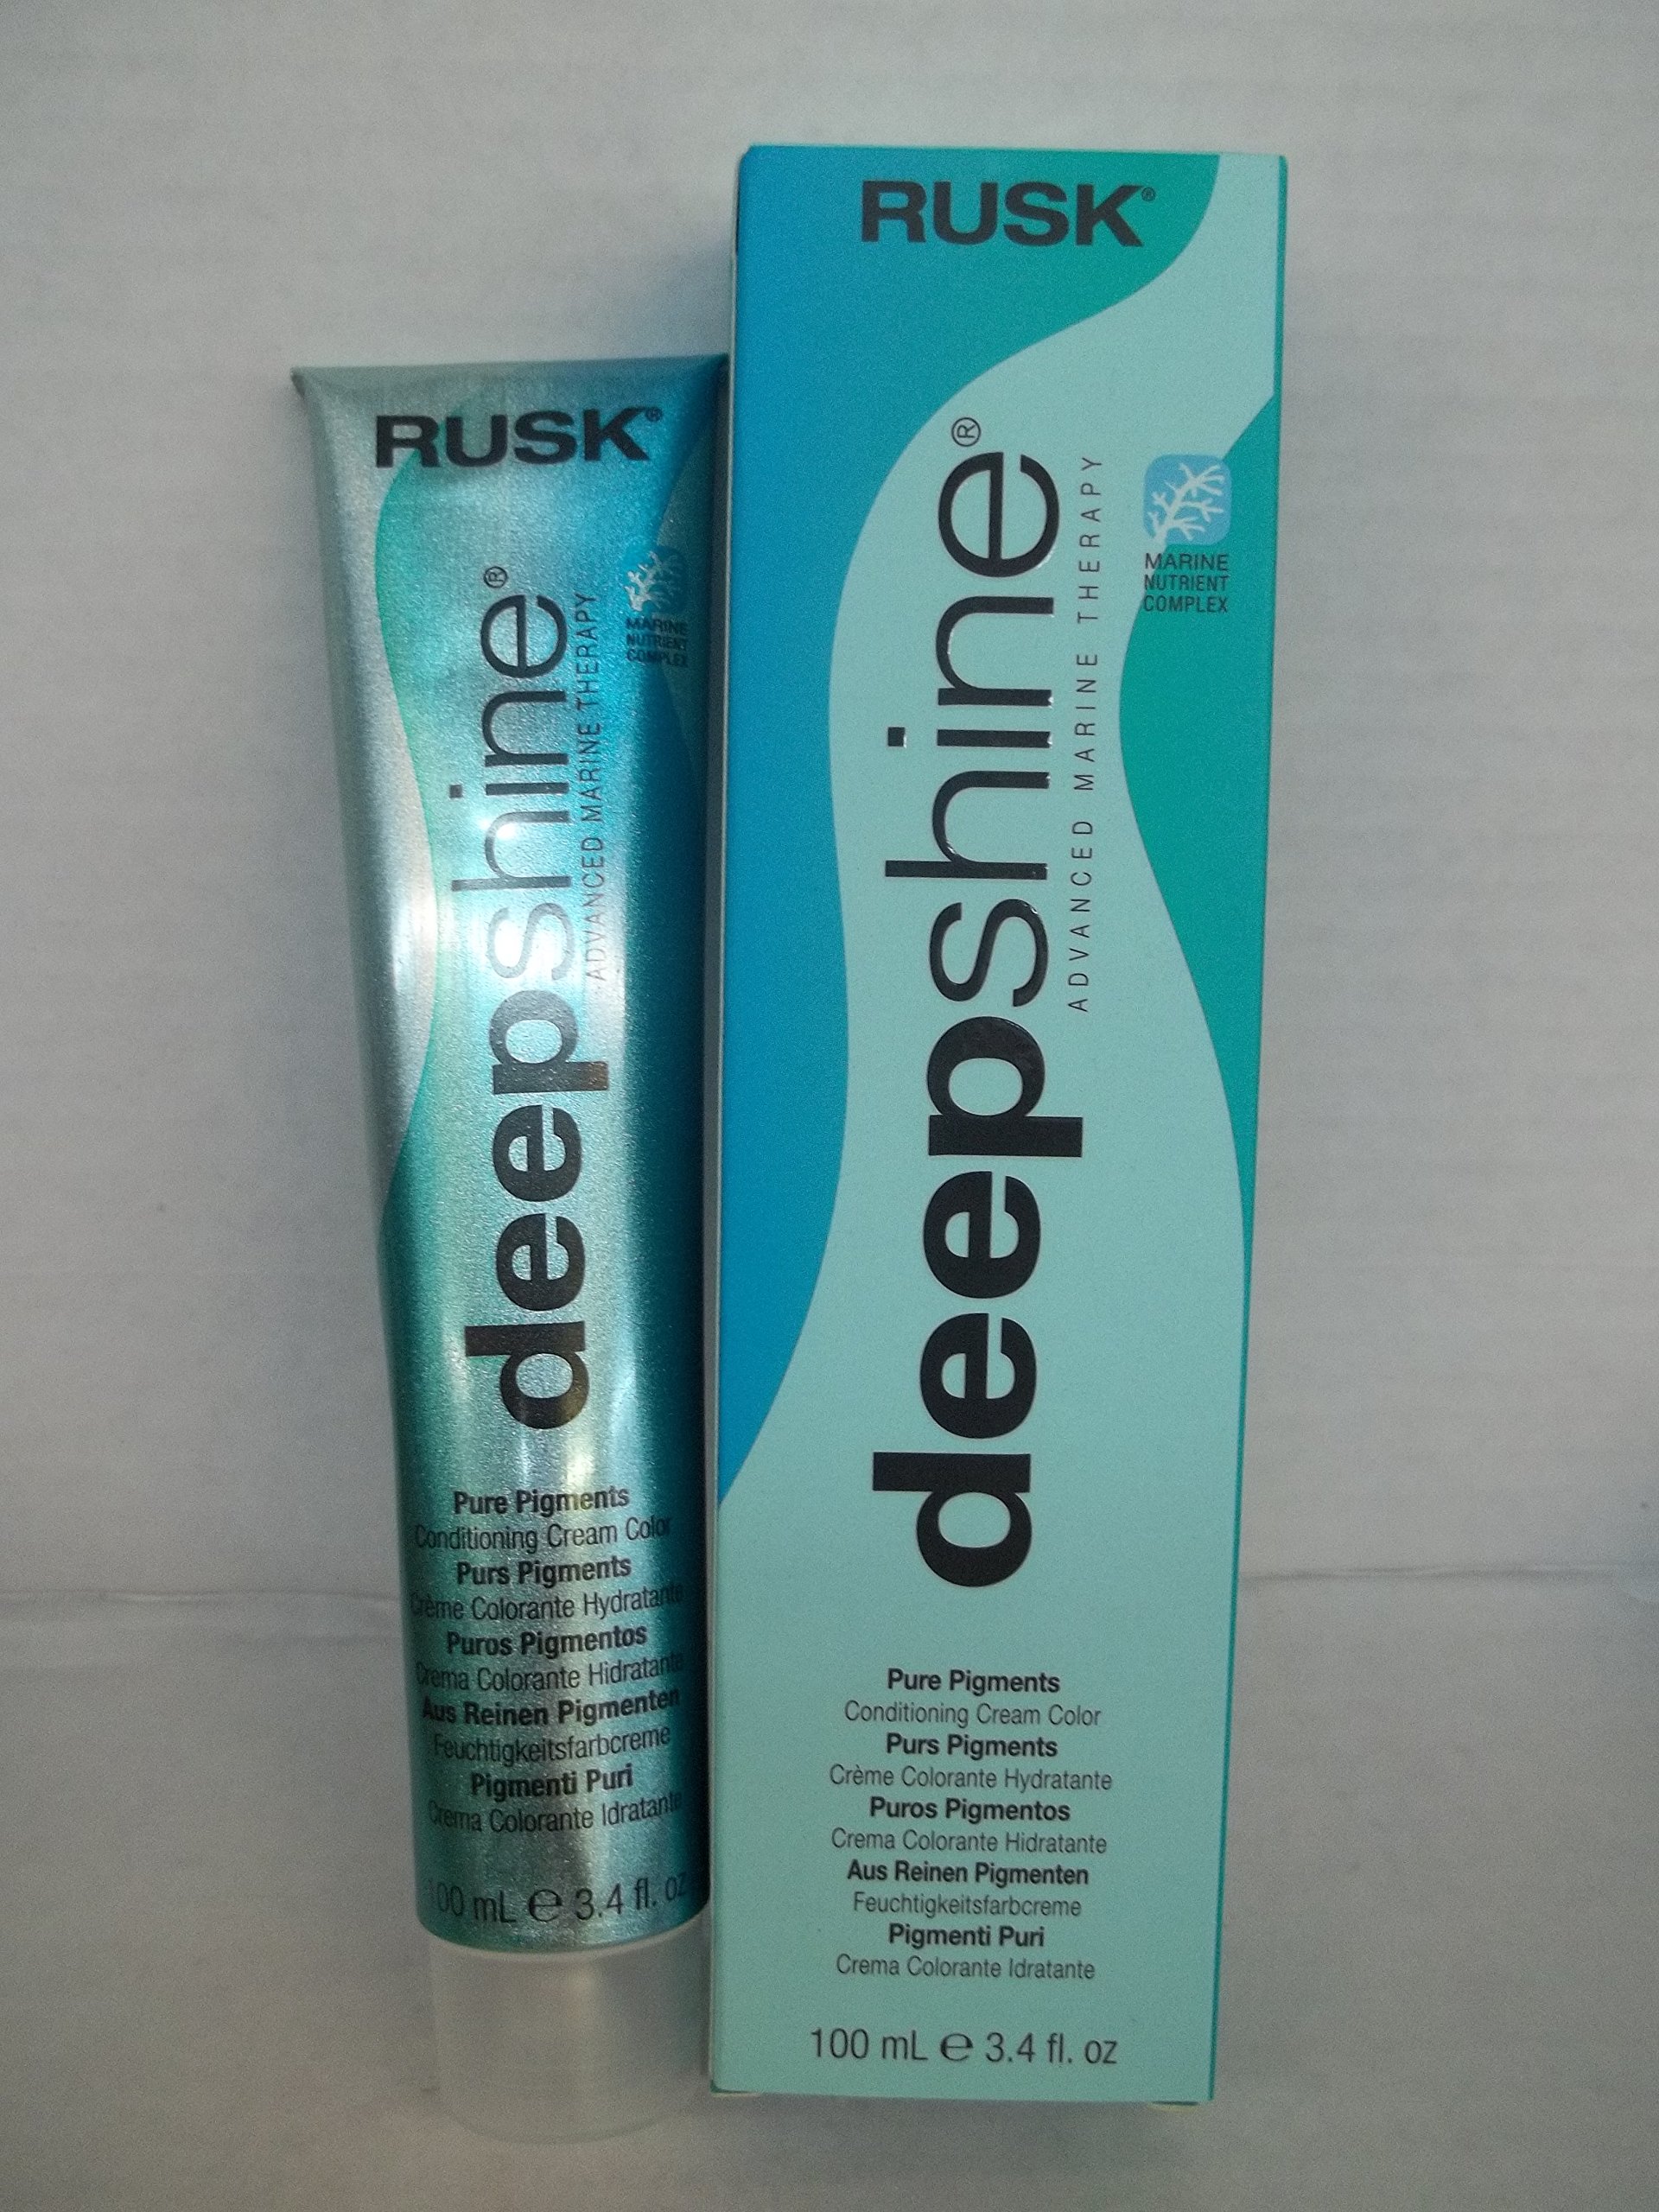 RUSK®
deepshine®
ADVANCED MARINE THERAPY
MARINE
NUTRIENT
COMPLEX
Pure Pigments
Conditioning Cream Color
Purs Pigments
Crème Colorante Hydratante
Puros Pigmentos
Crema Colorante Hidratante
Aus Reinen Pigmenten
Feuchtigkeitsfarbcreme
Pigmenti Puri
Crema Colorante Idratante
100 mL ℮ 3.4 fl. oz
RUSK®
deepshine®
ADVANCED MARINE THERAPY
MARINE
NUTRIENT
COMPLEX
Pure Pigments
Conditioning Cream Color
Purs Pigments
Crème Colorante Hydratante
Puros Pigmentos
Crema Colorante Hidratante
Aus Reinen Pigmenten
Feuchtigkeitsfarbcreme
Pigmenti Puri
Crema Colorante Idratante
100 mL ℮ 3.4 fl. oz